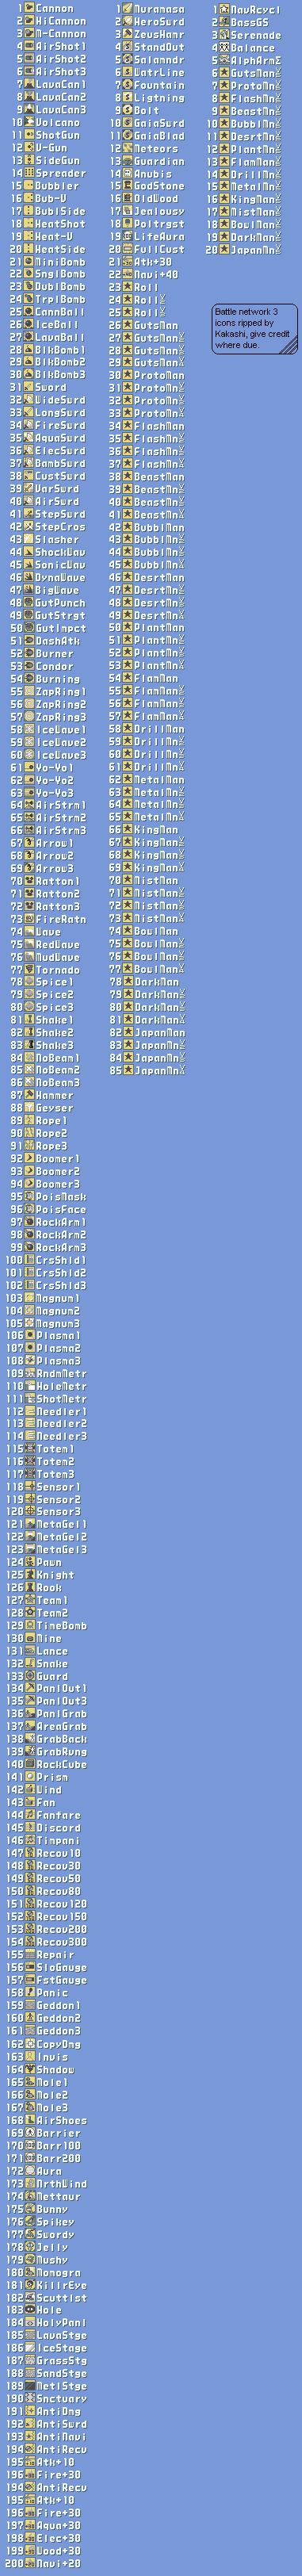 1 Cannon
2 HiCannon
3 M-Cannon
4 AirShot1
5 AirShot2
6 AirShot3
7 LavaCan1
8 LavaCan2
9 LavaCan3
10 Volcano
11 ShotGun
12 V-Gun
13 SideGun
14 Spreader
15 Bubbler
16 Bub-V
17 BublSide
18 HeatShot
19 Heat-V
20 HeatSide
21 MiniBomb
22 SnglBomb
23 DublBomb
24 TrplBomb
25 CannBall
26 IceBall
27 LavaBall
28 BlkBomb1
29 BlkBomb2
30 BlkBomb3
31 Sword
32 WideSwrd
33 LongSwrd
34 FireSwrd
35 AquaSwrd
36 ElecSwrd
37 BambSwrd
38 CustSwrd
39 VarSwrd
40 AirSwrd
41 StepSwrd
42 StepCros
43 Slasher
44 ShockWav
45 SonicWav
46 DynaWave
47 BigWave
48 GutPunch
49 GutStrgt
50 GutImpct
51 DashAtk
52 Burner
53 Condor
54 Burning
55 ZapRing1
56 ZapRing2
57 ZapRing3
58 IceWave1
59 IceWave2
60 IceWave3
61 Yo-Yo1
62 Yo-Yo2
63 Yo-Yo3
64 AirStrm1
65 AirStrm2
66 AirStrm3
67 Arrow1
68 Arrow2
69 Arrow3
70 Ratton1
71 Ratton2
72 Ratton3
73 FireRatn
74 Wave
75 RedWave
76 MudWave
77 Tornado
78 Spice1
79 Spice2
80 Spice3
81 Shake1
82 Shake2
83 Shake3
84 NoBeam1
85 NoBeam2
86 NoBeam3
87 Hammer
88 Geyser
89 Rope1
90 Rope2
91 Rope3
92 Boomer1
93 Boomer2
94 Boomer3
95 PoisMask
96 PoisFace
97 RockArm1
98 RockArm2
99 RockArm3
100 CrsShld1
101 CrsShld2
102 CrsShld3
103 Magnum1
104 Magnum2
105 Magnum3
106 Plasma1
107 Plasma2
108 Plasma3
109 RndmMetr
110 HoleMetr
111 ShotMetr
112 Needler1
113 Needler2
114 Needler3
115 Totem1
116 Totem2
117 Totem3
118 Sensor1
119 Sensor2
120 Sensor3
121 MetaGel1
122 MetaGel2
123 MetaGel3
124 Pawn
125 Knight
126 Rook
127 Team1
128 Team2
129 TimeBomb
130 Mine
131 Lance
132 Snake
133 Guard
134 PanlOut1
135 PanlOut3
136 PanlGrab
137 AreaGrab
138 GrabBack
139 GrabRvng
140 RockCube
141 Prism
142 Wind
143 Fan
144 Fanfare
145 Discord
146 Timpani
147 Recov10
148 Recov30
149 Recov50
150 Recov80
151 Recov120
152 Recov150
153 Recov200
154 Recov300
155 Repair
156 SloGauge
157 FstGauge
158 Panic
159 Geddon1
160 Geddon2
161 Geddon3
162 CopyDmg
163 Invis
164 Shadow
165 Mole1
166 Mole2
167 Mole3
168 AirShoes
169 Barrier
170 Barr100
171 Barr200
172 Aura
173 NrthWind
174 Mettaur
175 Bunny
176 Spikey
177 Swordy
178 Jelly
179 Mushy
180 Momogra
181 KillrEye
182 Scuttlst
183 Hole
184 HolyPanl
185 LavaStge
186 IceStage
187 GrassStg
188 SandStge
189 MetlStge
190 Snctuary
191 AntiDmg
192 AntiSwrd
193 AntiNavi
194 AntiRecv
195 Atk+10
196 Fire+30
194 AntiRecv
195 Atk+10
196 Fire+30
197 Aqua+30
198 Elec+30
199 Wood+30
200 Navi+20
1 Muramasa
2 HeroSwrd
3 ZeusHamr
4 StandOut
5 Salamndr
6 WatrLine
7 Fountain
8 Lightning
9 Bolt
10 GaiaSwrd
11 GaiaBlad
12 Meteors
13 Guardian
14 Anubis
15 GodStone
16 OldWood
17 Jealousy
18 Poltrgst
19 LifeAura
20 FullCust
21 Atk+30
22 Navi+40
23 Roll
24 RollV
25 RollV
26 GutsMan
27 GutsManV
28 GutsManV
29 GutsManV
30 ProtoMan
31 ProtoMnV
32 ProtoMnV
33 ProtoMnV
34 FlashMan
35 FlashMnV
36 FlashMnV
37 FlashMnV
38 BeastMan
39 BeastMnV
40 BeastMnV
41 BeastMnV
42 BubblMan
43 BubblMnV
44 BubblMnV
45 BubblMnV
46 DesrtMan
47 DesrtMnV
48 DesrtMnV
49 DesrtMnV
50 PlantMan
51 PlantMnV
52 PlantMnV
53 PlantMnV
54 FlamMan
55 FlamManV
56 FlamManV
57 FlamManV
58 DrillMan
59 DrillMnV
60 DrillMnV
61 DrillMnV
62 MetalMan
63 MetalMnV
64 MetalMnV
65 MetalMnV
66 KingMan
67 KingManV
68 KingManV
69 KingManV
70 MistMan
71 MistManV
72 MistManV
73 MistManV
74 BowlMan
75 BowlManV
76 BowlManV
77 BowlManV
78 DarkMan
79 DarkManV
80 DarkManV
81 DarkManV
82 JapanMan
83 JapanMnV
84 JapanMnV
85 JapanMnV
1 NavRcycl
2 BassGS
3 Serenade
4 Balance
5 AlphArmΣ
6 GutsManV
7 ProtoMnV
8 FlashMnV
9 BeastMnV
10 BubblMnV
11 DesrtMnV
12 PlantMnV
13 FlamManV
14 DrillMnV
15 MetalMnV
16 KingManV
17 MistManV
18 BowlManV
19 DarkManV
20 JapanMnV
Battle network 3
icons ripped by
Kakashi, give credit
where due.